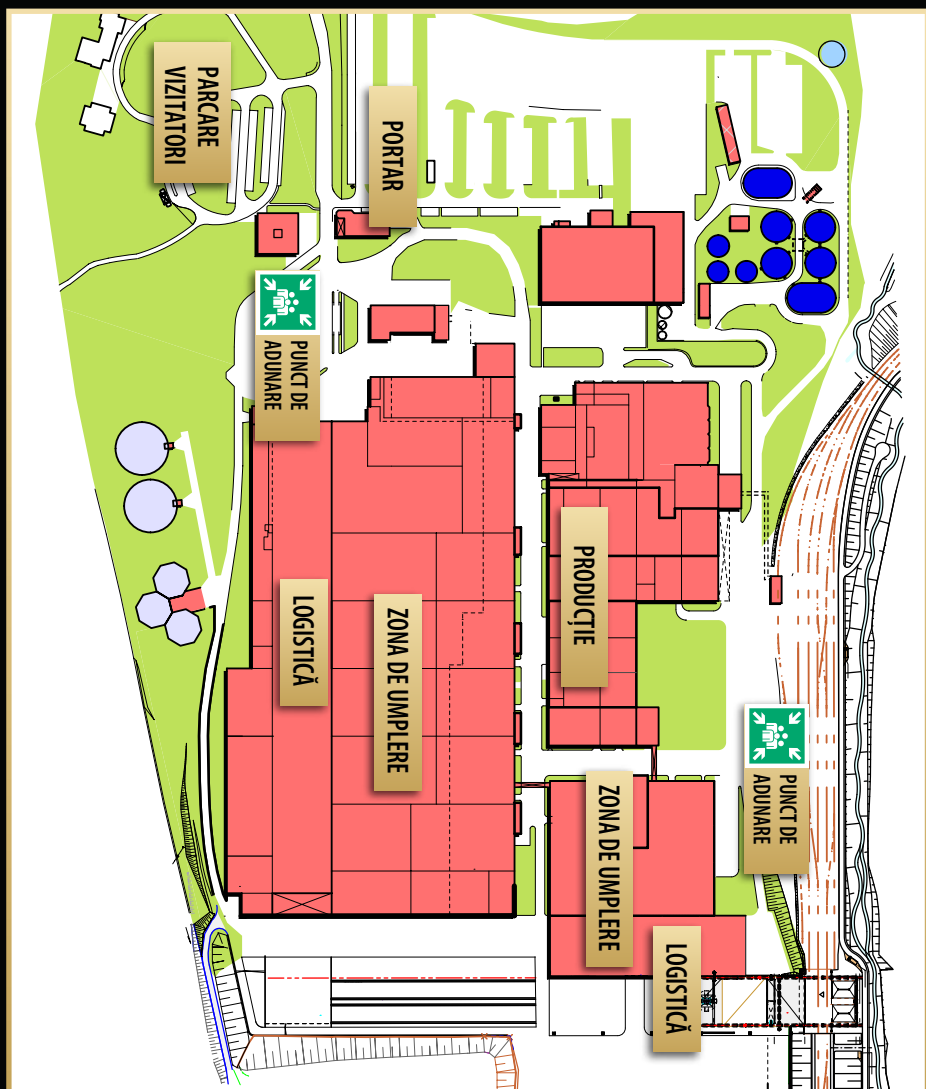 PARCARE
VIZITATORI
PORTAR
PUNCT DE
ADUNARE
LOGISTICĂ
ZONA DE UMPLERE
PRODUCȚIE
PUNCT DE
ADUNARE
ZONA DE UMPLERE
LOGISTICĂ